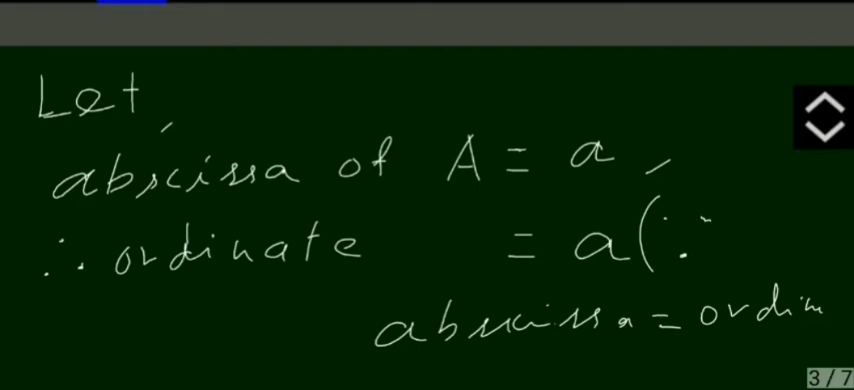 Let,
abscissa of A = a,
∴ ordinate = a (∵
abscissa = ordin
3/7